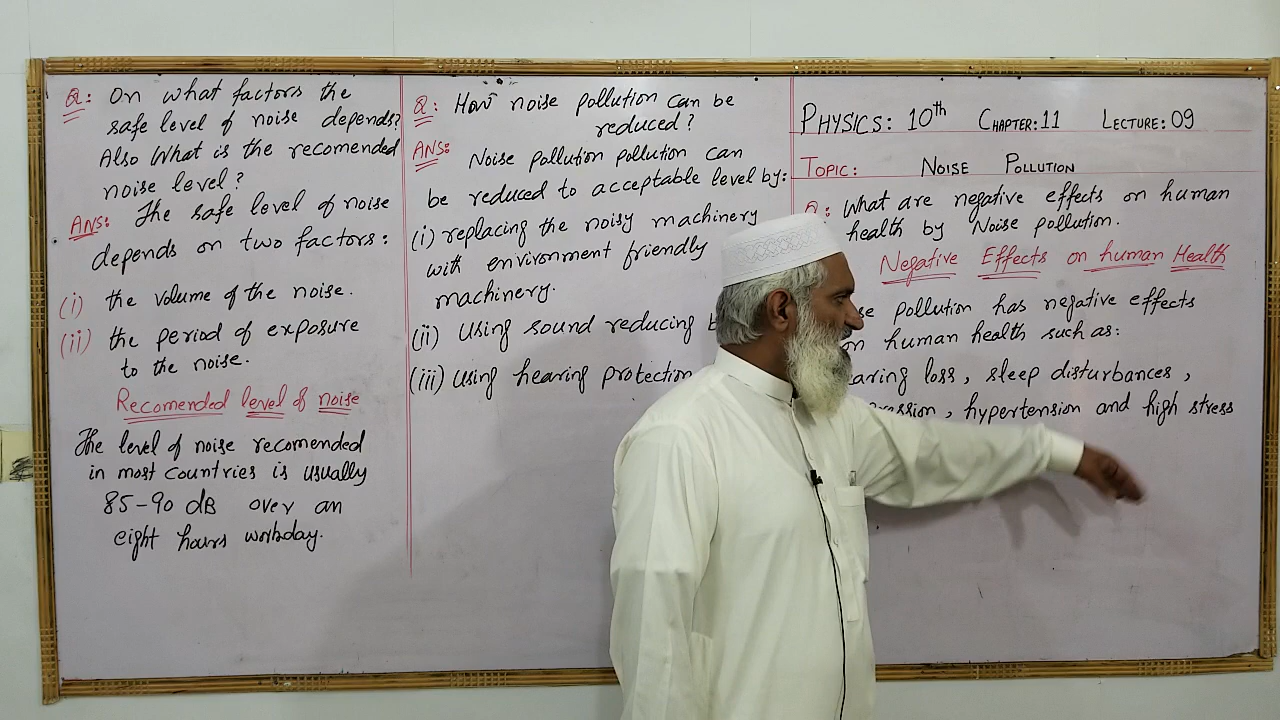 Q: On what factors the
safe level of noise depends?
Also What is the recomended
noise level?
ANS: The safe level of noise
depends on two factors:
(i) the volume of the noise.
(ii) the period of exposure
to the noise.
Recomended level of noise
The level of noise recomended
in most countries is usually
85-90 dB over an
eight hours workday.
Q: How noise pollution can be
reduced?
ANS: Noise pollution pollution can
be reduced to acceptable level by:
(i) replacing the noisy machinery
with environment friendly
machinery.
(ii) Using sound reducing
(iii) Using hearing protection
PHYSICS: 10th CHAPTER: 11 LECTURE: 09
TOPIC: NOISE POLLUTION
Q: What are negative effects on human
health by Noise pollution.
Negative Effects on human Health
pollution has negative effects
on human health such as:
loss, sleep disturbances,
, hypertension and high stress